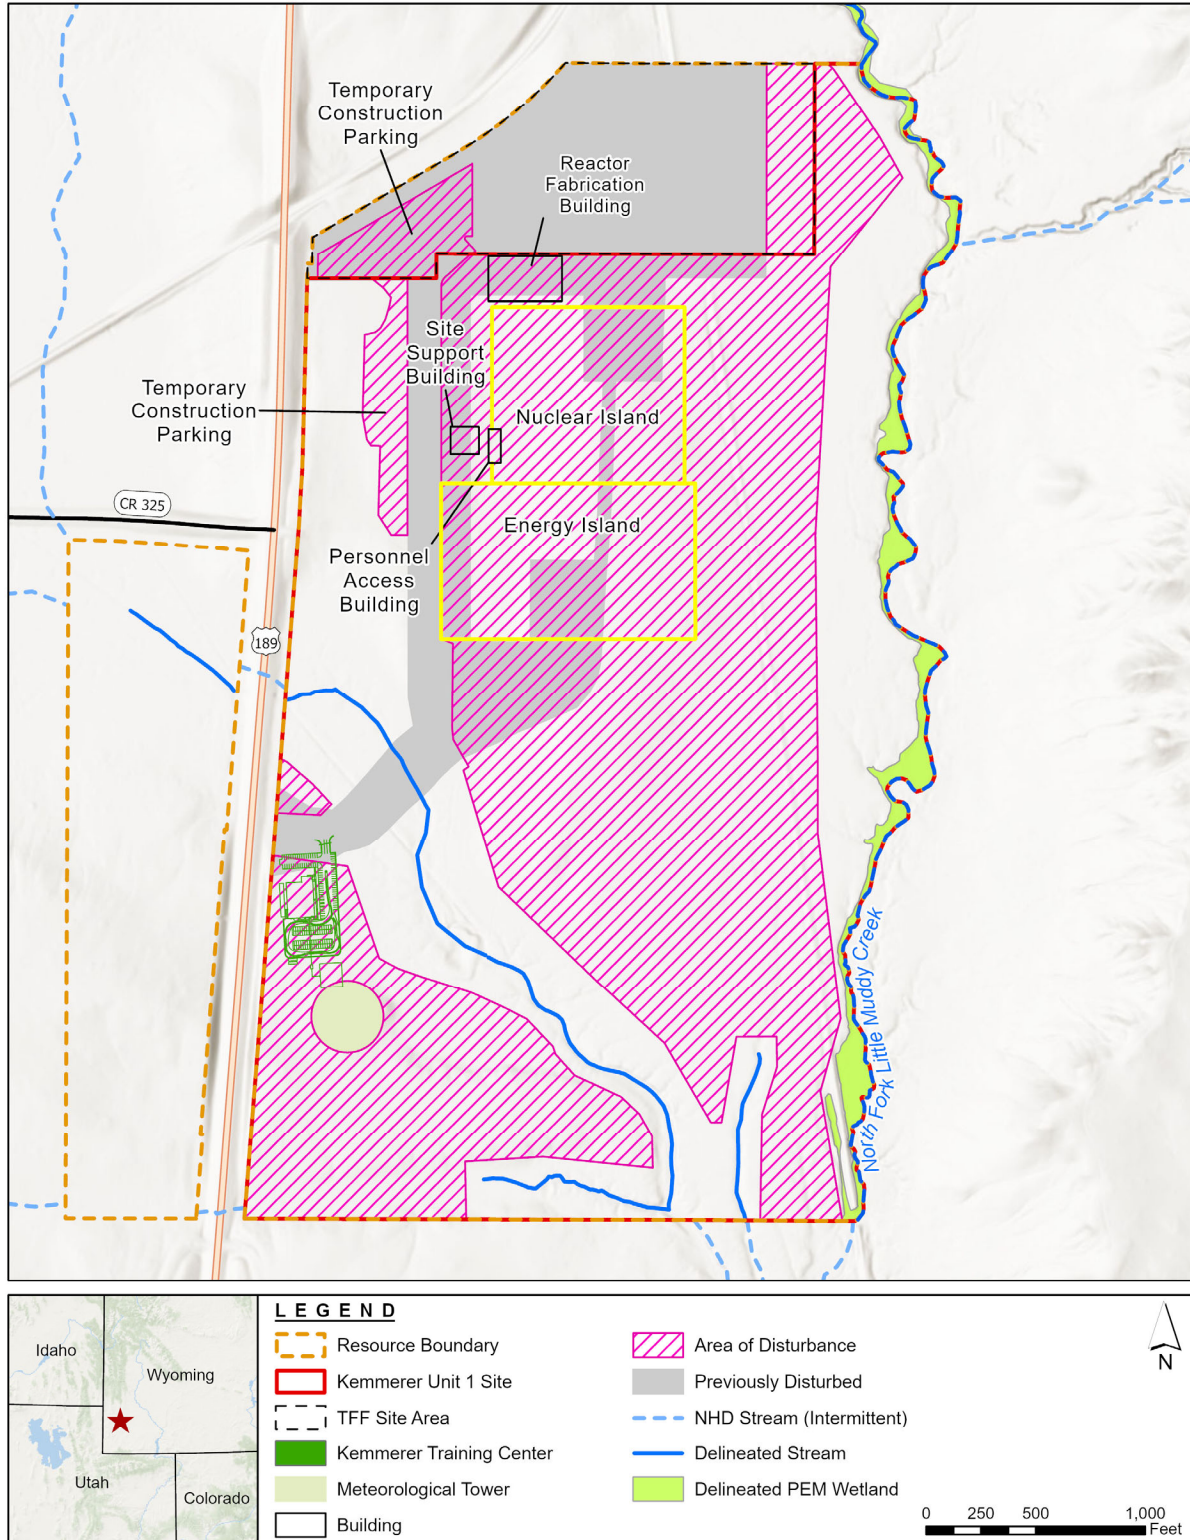 Temporary
Construction
Parking
Reactor
Fabrication
Building
Site
Support
Building
Temporary
Construction
Parking
Nuclear Island
CR 325
Energy Island
Personnel
Access
Building
189
North Fork Little Muddy Creek
LEGEND
Resource Boundary
Kemmerer Unit 1 Site
TFF Site Area
Kemmerer Training Center
Meteorological Tower
Building
Area of Disturbance
Previously Disturbed
NHD Stream (Intermittent)
Delineated Stream
Delineated PEM Wetland
N
0 250 500 1,000
Feet
Idaho
Wyoming
Utah
Colorado